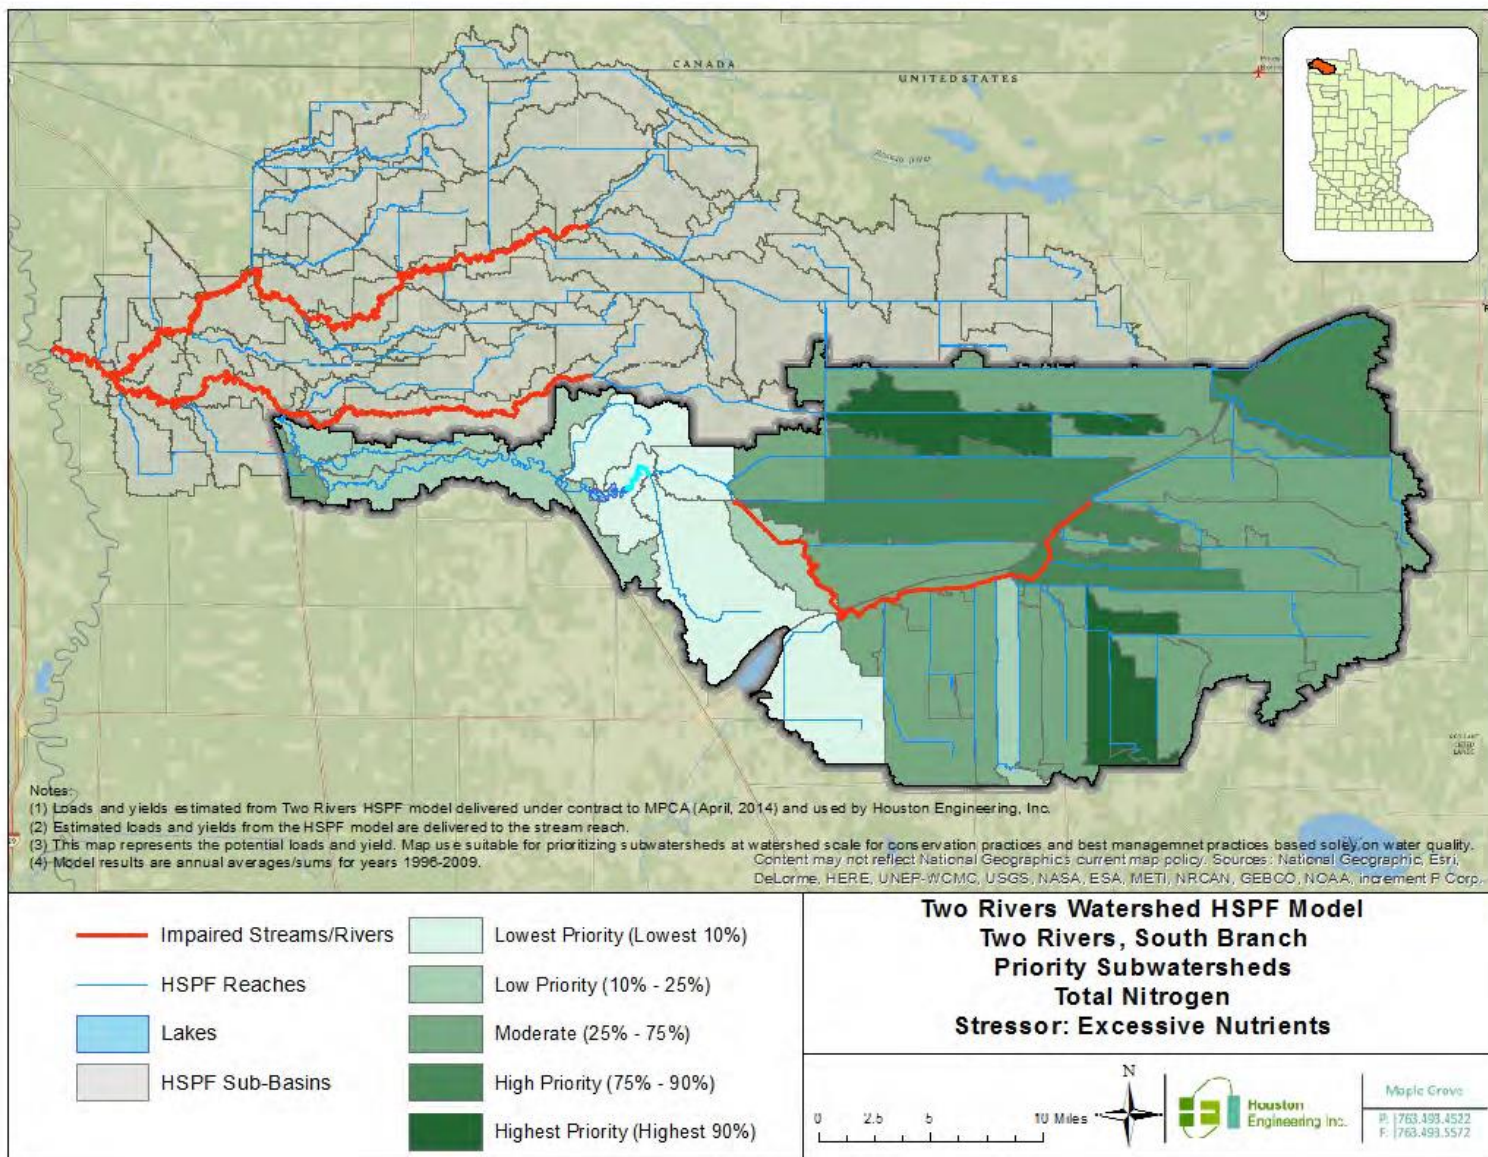 CANADA
UNITED STATES
Notes:
(1) Loads and yields estimated from Two Rivers HSPF model delivered under contract to MPCA (April, 2014) and used by Houston Engineering, Inc.
(2) Estimated loads and yields from the HSPF model are delivered to the stream reach.
(3) This map represents the potential loads and yield. Map use suitable for prioritizing subwatersheds at watershed scale for conservation practices and best managemnet practices based soley on water quality.
(4) Model results are annual averages/sums for years 1996-2009.
Content may not reflect National Geographic's current map policy. Sources: National Geographic, Esri,
DeLorme, HERE, UNEP-WCMC, USGS, NASA, ESA, METI, NRCAN, GEBCO, NOAA, increment P Corp.
Impaired Streams/Rivers
HSPF Reaches
Lakes
HSPF Sub-Basins
Lowest Priority (Lowest 10%)
Low Priority (10% - 25%)
Moderate (25% - 75%)
High Priority (75% - 90%)
Highest Priority (Highest 90%)
Two Rivers Watershed HSPF Model
Two Rivers, South Branch
Priority Subwatersheds
Total Nitrogen
Stressor: Excessive Nutrients
0 2.5 5 10 Miles
N
Houston
Engineering Inc.
Maple Grove
P: 763.493.4522
F: 763.493.5572